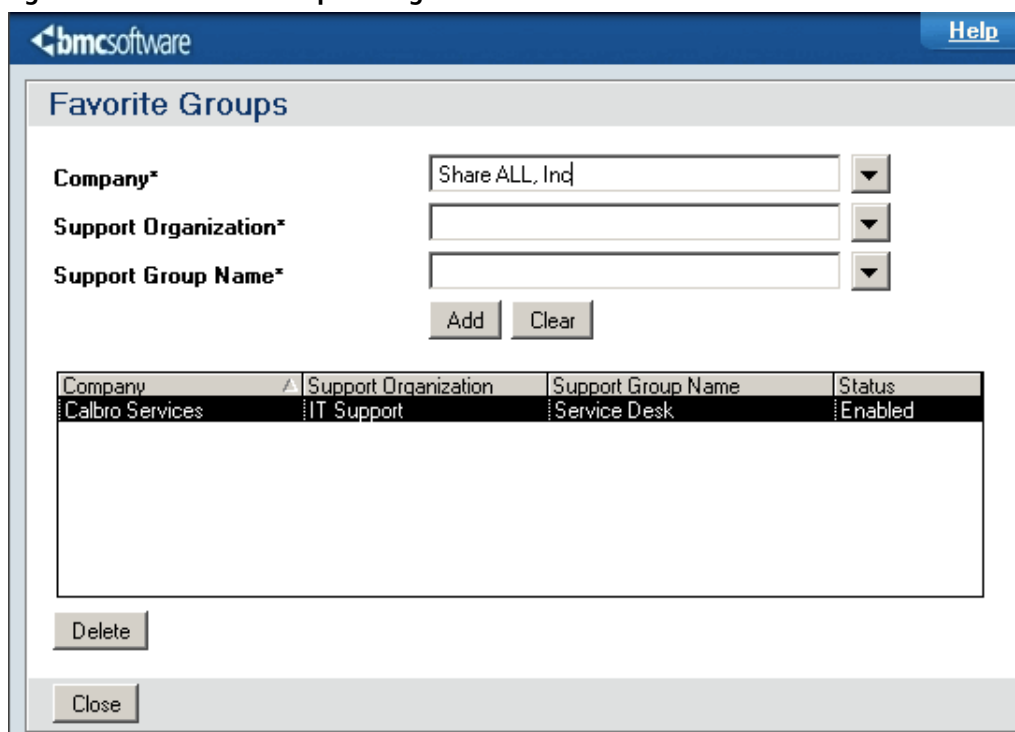 bmcsoftware
Help
Favorite Groups
Company*
Share ALL, Inc
Support Organization*
Support Group Name*
Add Clear
Company Support Organization Support Group Name Status
Calbro Services IT Support Service Desk Enabled
Delete
Close